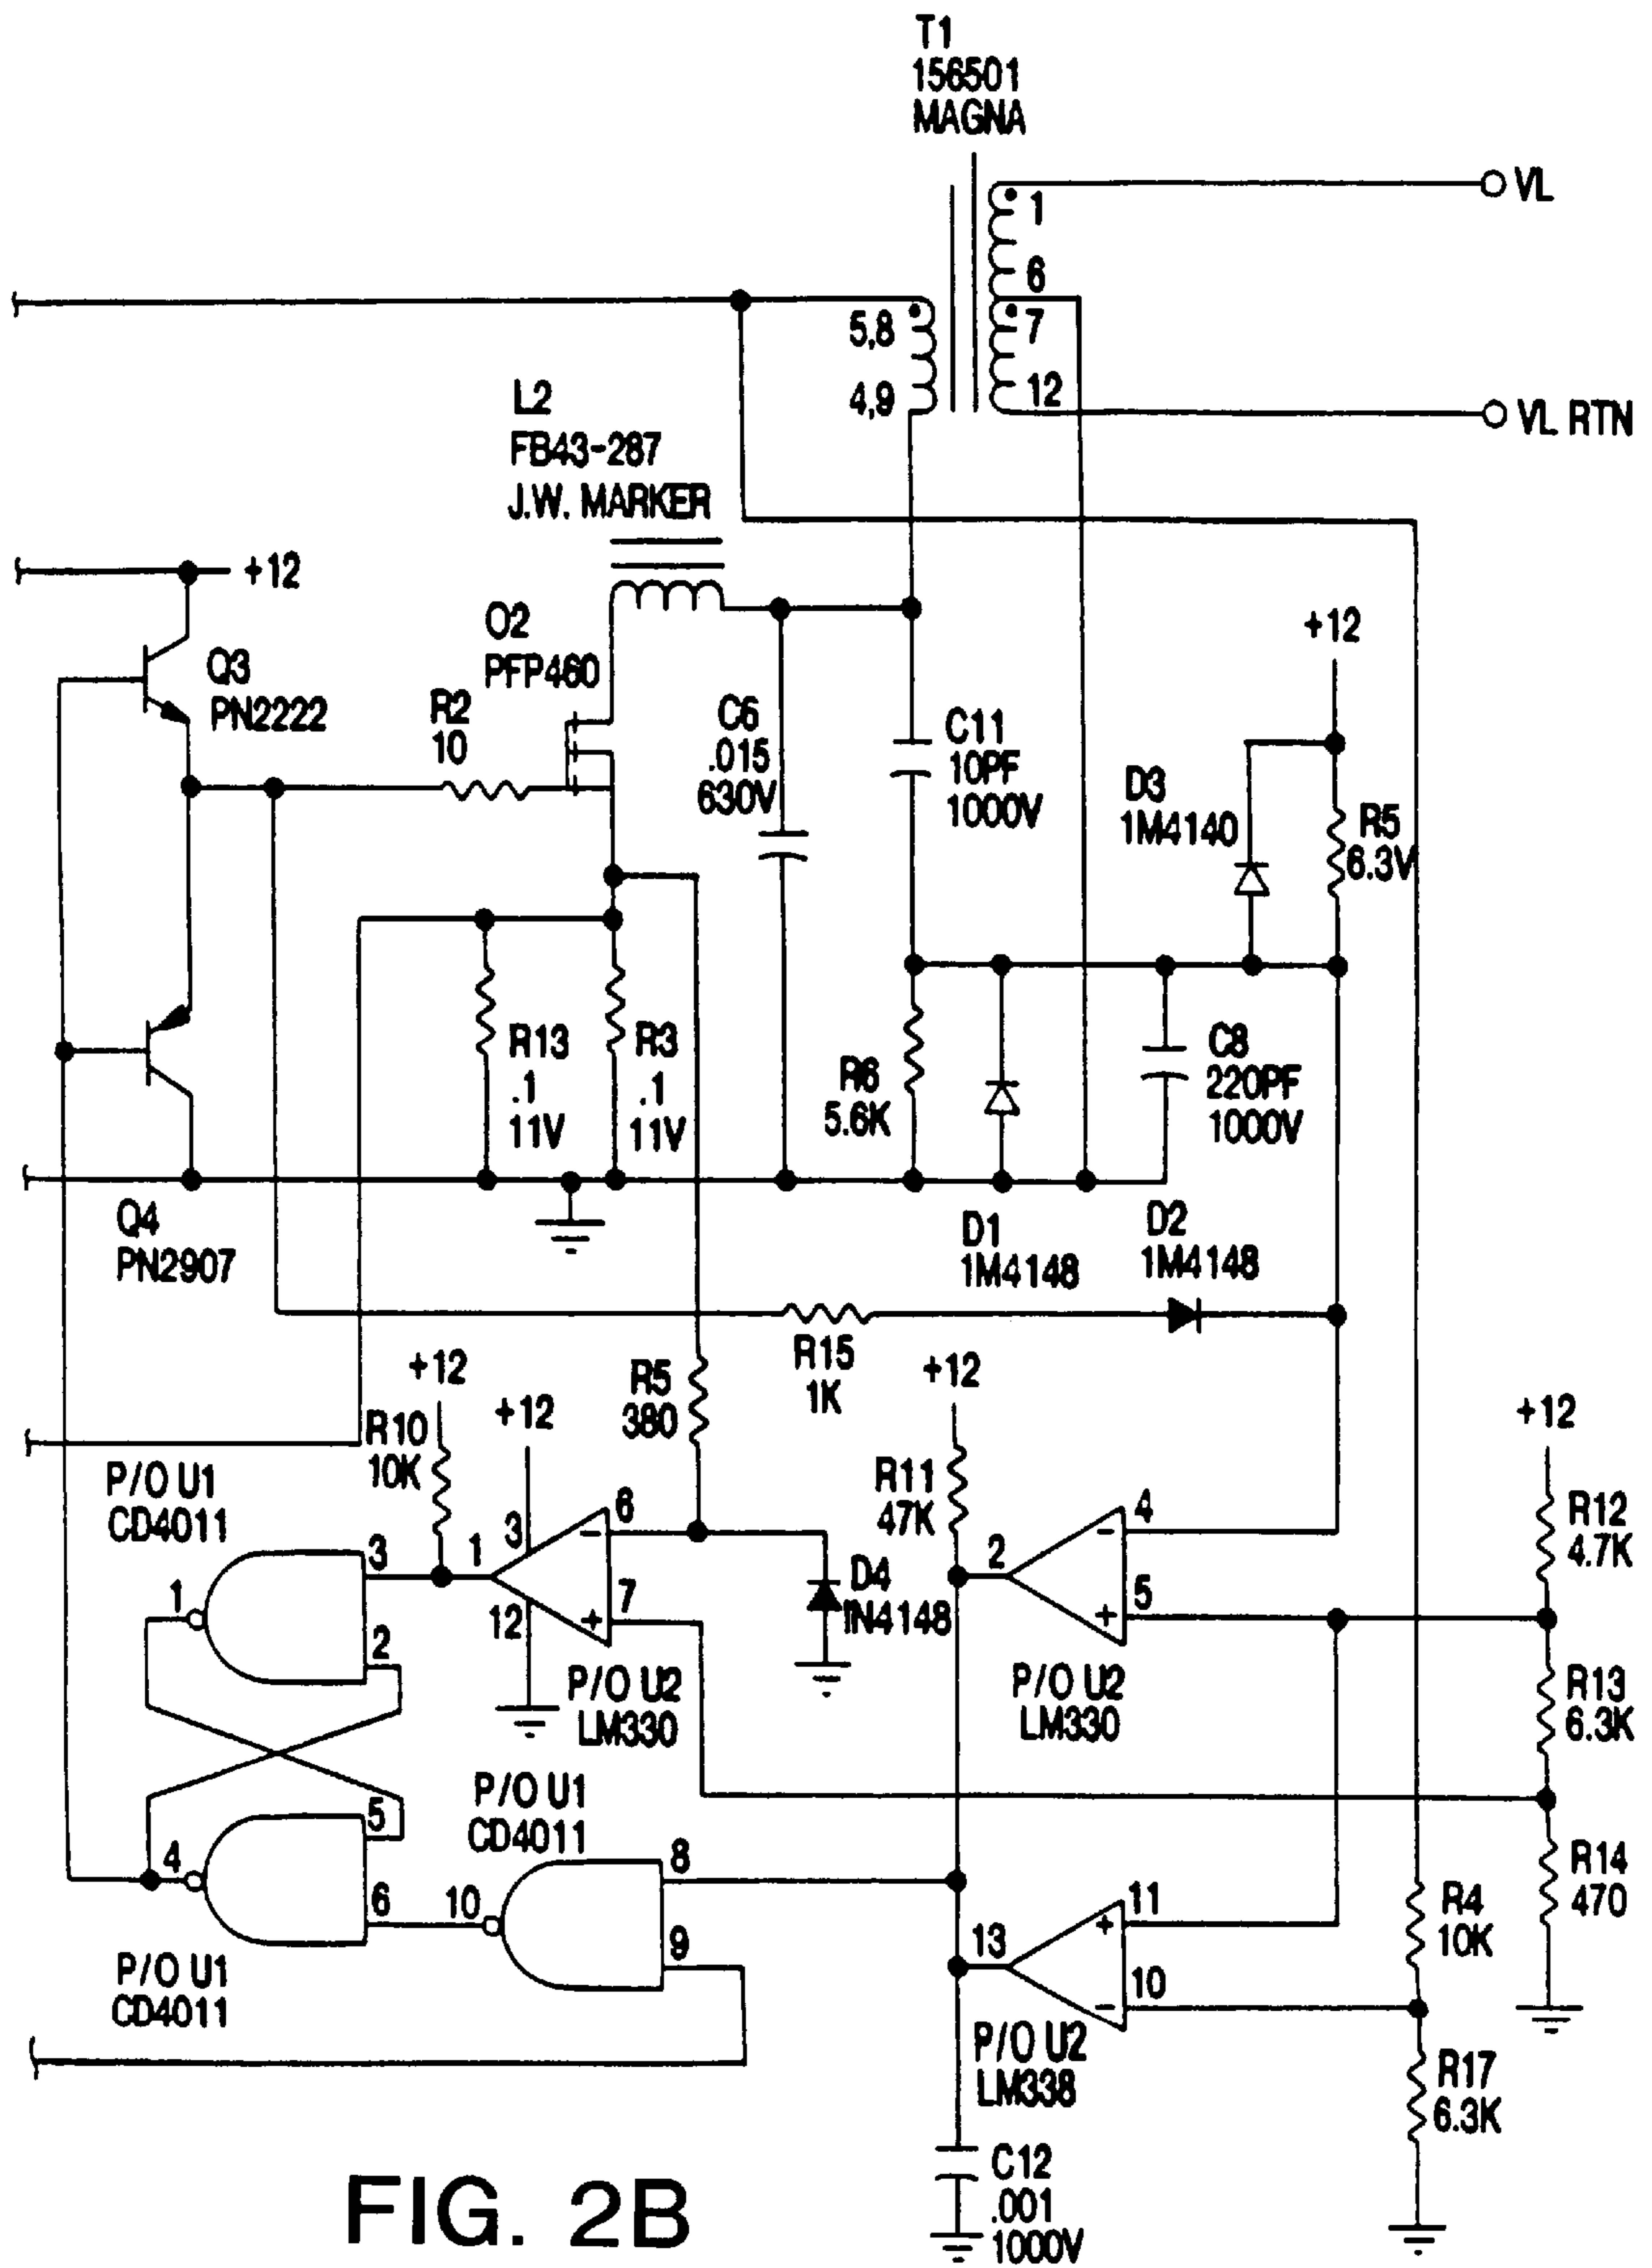 T1
156501
MAGNA
VL
1
6
5,8
7
4,9
12
VL RTN
L2
FB43-287
J.W. MARKER
+12
O2
PFP460
Q3
PN2222
R2
10
C6
.015
630V
C11
10PF
1000V
+12
D3
1M4140
R5
6.3V
R13
.1
11V
R3
.1
11V
R6
5.6K
C8
220PF
1000V
Q4
PN2907
D1
1M4148
D2
1M4148
R15
1K
+12
R10
10K
+12
R5
380
+12
R11
47K
+12
R12
4.7K
P/O U1
CD4011
3
1
3
6
2
4
1
12
7
D4
IN4148
5
2
P/O U2
LM330
P/O U2
LM330
R13
6.3K
P/O U1
CD4011
5
4
8
6
10
9
11
13
10
R4
10K
R14
470
P/O U1
CD4011
P/O U2
LM338
R17
6.3K
C12
.001
1000V
FIG. 2B